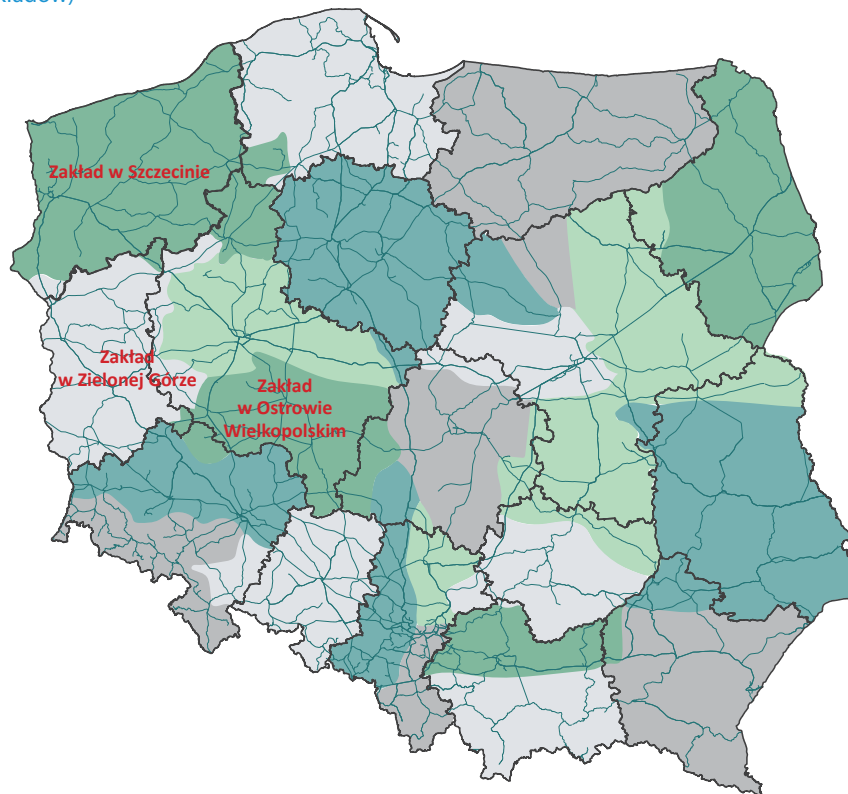 Zakład w Szczecinie
Zakład
w Zielonej Górze
Zakład
w Ostrowie
Wielkopolskim